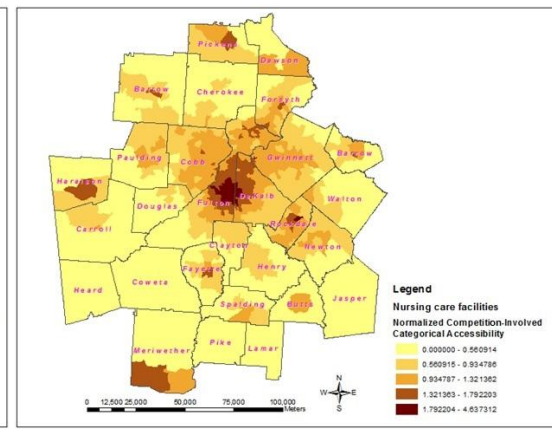 Pickens
Dawson
Barrow
Cherokee
Forsyth
Paulding
Cobb
Gwinnett
Barrow
Haralson
Douglas
Fulton
DeKalb
Walton
Carroll
Rockdale
Clayton
Newton
Fayette
Henry
Heard
Coweta
Spalding
Butts
Jasper
Meriwether
Pike
Lamar
Legend
Nursing care facilities
Normalized Competition-Involved
Categorical Accessibility
0.000000 - 0.560914
0.560915 - 0.934786
0.934787 - 1.321362
1.321363 - 1.792203
1.792204 - 4.637312
N
W E
S
0 12,500 25,000 50,000 75,000 100,000
Meters